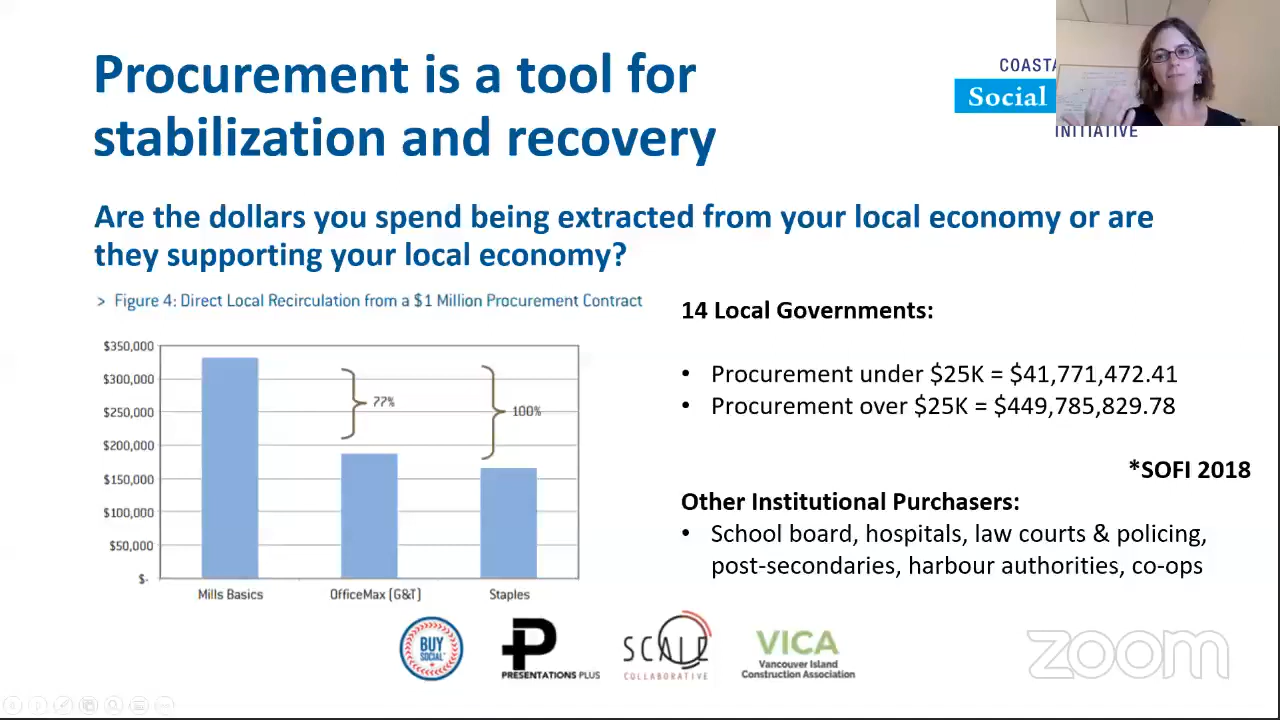 Procurement is a tool for
stabilization and recovery
COASTA
Social
INITIATIVE
Are the dollars you spend being extracted from your local economy or are
they supporting your local economy?
> Figure 4: Direct Local Recirculation from a $1 Million Procurement Contract
$350,000
$300,000
$250,000
$200,000
$150,000
$100,000
$50,000
$-
77%
100%
Mills Basics
OfficeMax (G&T)
Staples
14 Local Governments:
• Procurement under $25K = $41,771,472.41
• Procurement over $25K = $449,785,829.78
*SOFI 2018
Other Institutional Purchasers:
• School board, hospitals, law courts & policing,
post-secondaries, harbour authorities, co-ops
BUY
SOCIAL
P
PRESENTATIONS PLUS
SCALE
COLLABORATIVE
VICA
Vancouver Island
Construction Association
zoom